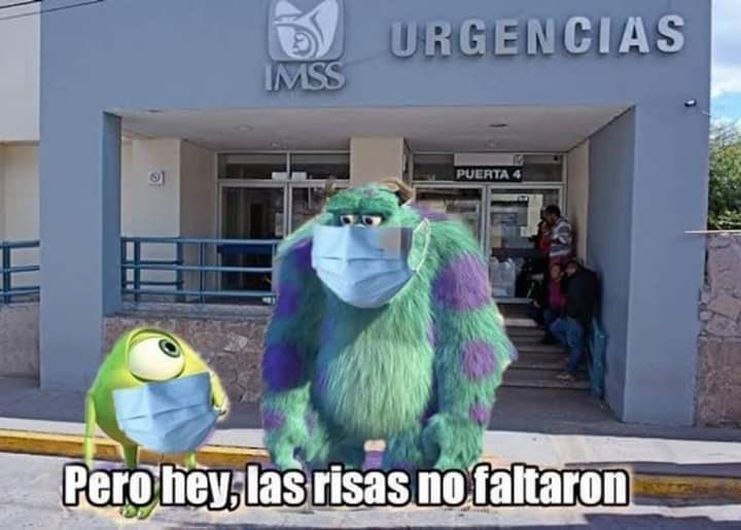 URGENCIAS
IMSS
PUERTA 4
Pero hey, las risas no faltaron